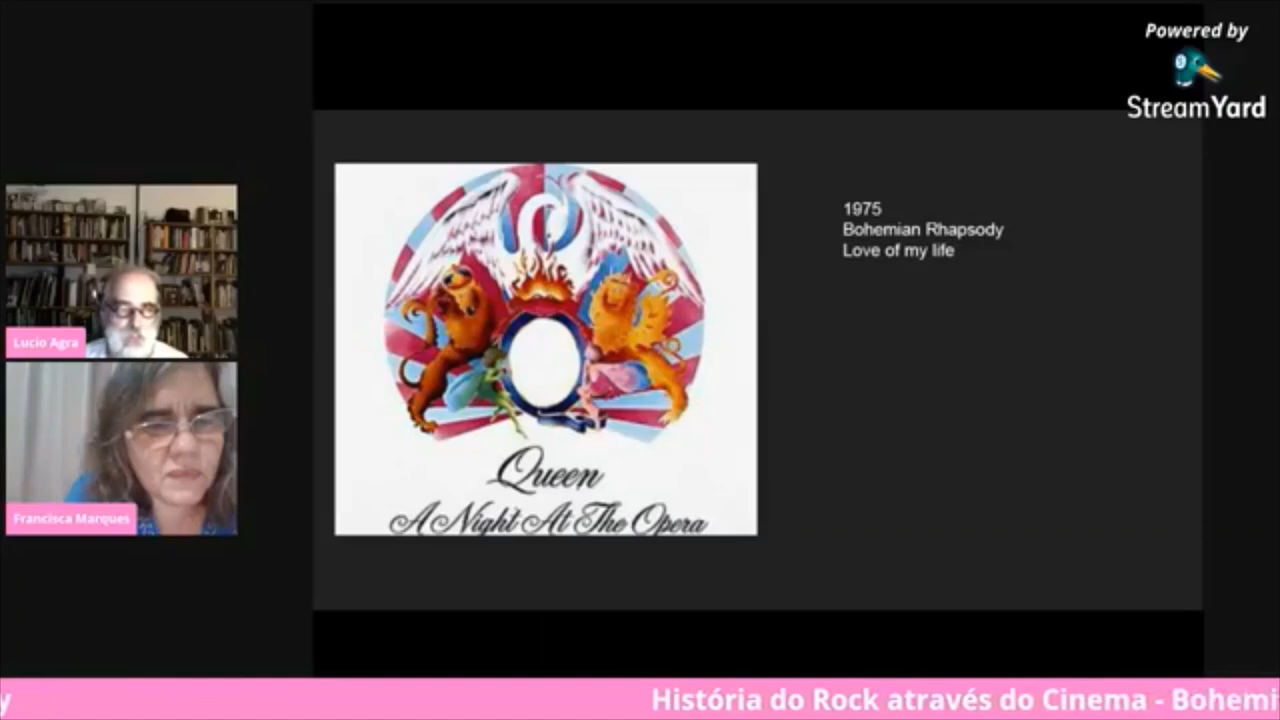 Powered by
StreamYard
1975
Bohemian Rhapsody
Love of my life
Lucio Agra
Francisca Marques
Queen
A Night At The Opera
y
História do Rock através do Cinema - Bohemi